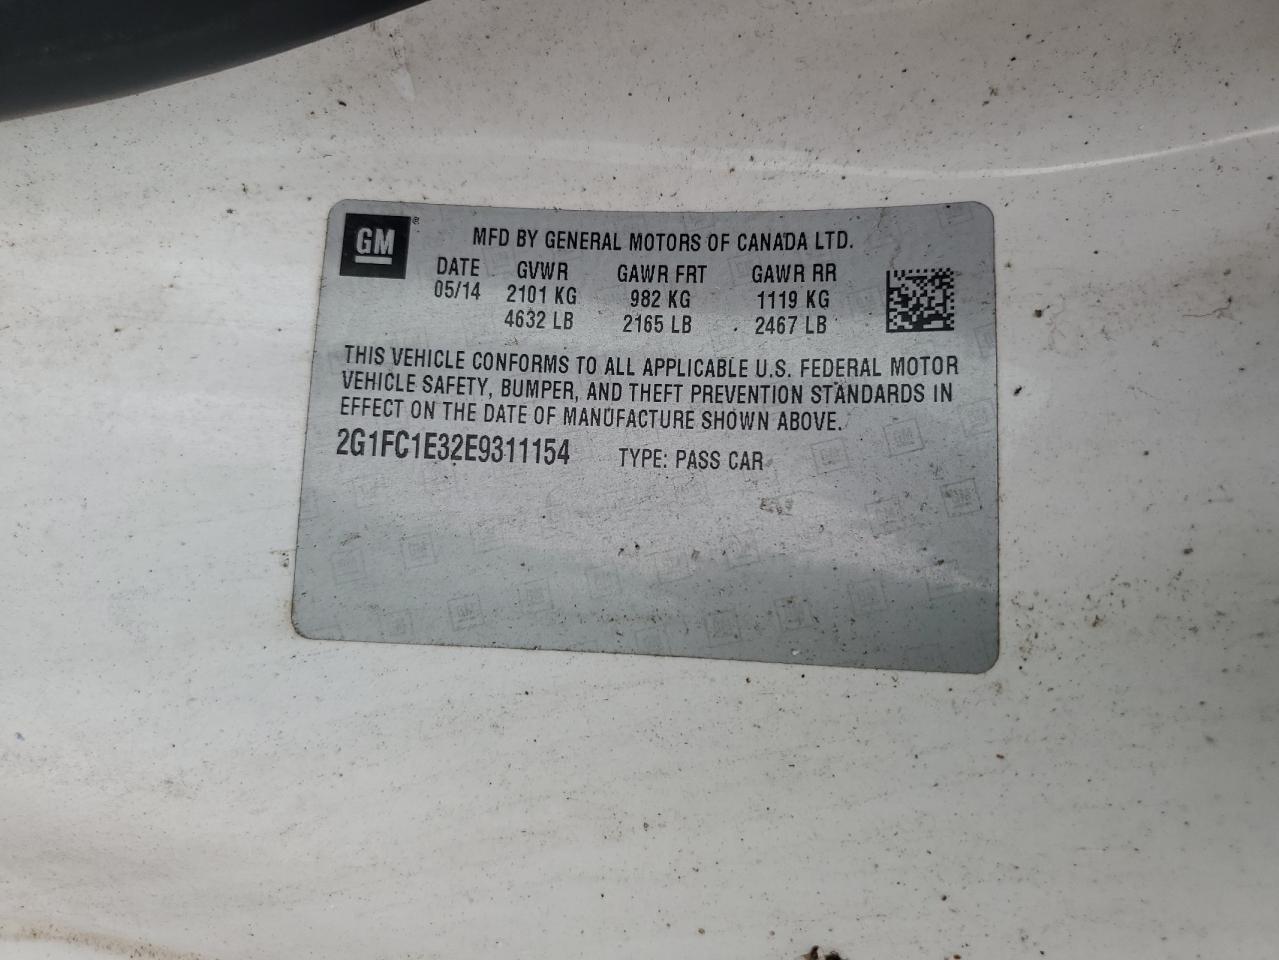 GM®
MFD BY GENERAL MOTORS OF CANADA LTD.
DATE GVWR GAWR FRT GAWR RR
05/14 2101 KG 982 KG 1119 KG
4632 LB 2165 LB 2467 LB
THIS VEHICLE CONFORMS TO ALL APPLICABLE U.S. FEDERAL MOTOR
VEHICLE SAFETY, BUMPER, AND THEFT PREVENTION STANDARDS IN
EFFECT ON THE DATE OF MANUFACTURE SHOWN ABOVE.
2G1FC1E32E9311154 TYPE: PASS CAR